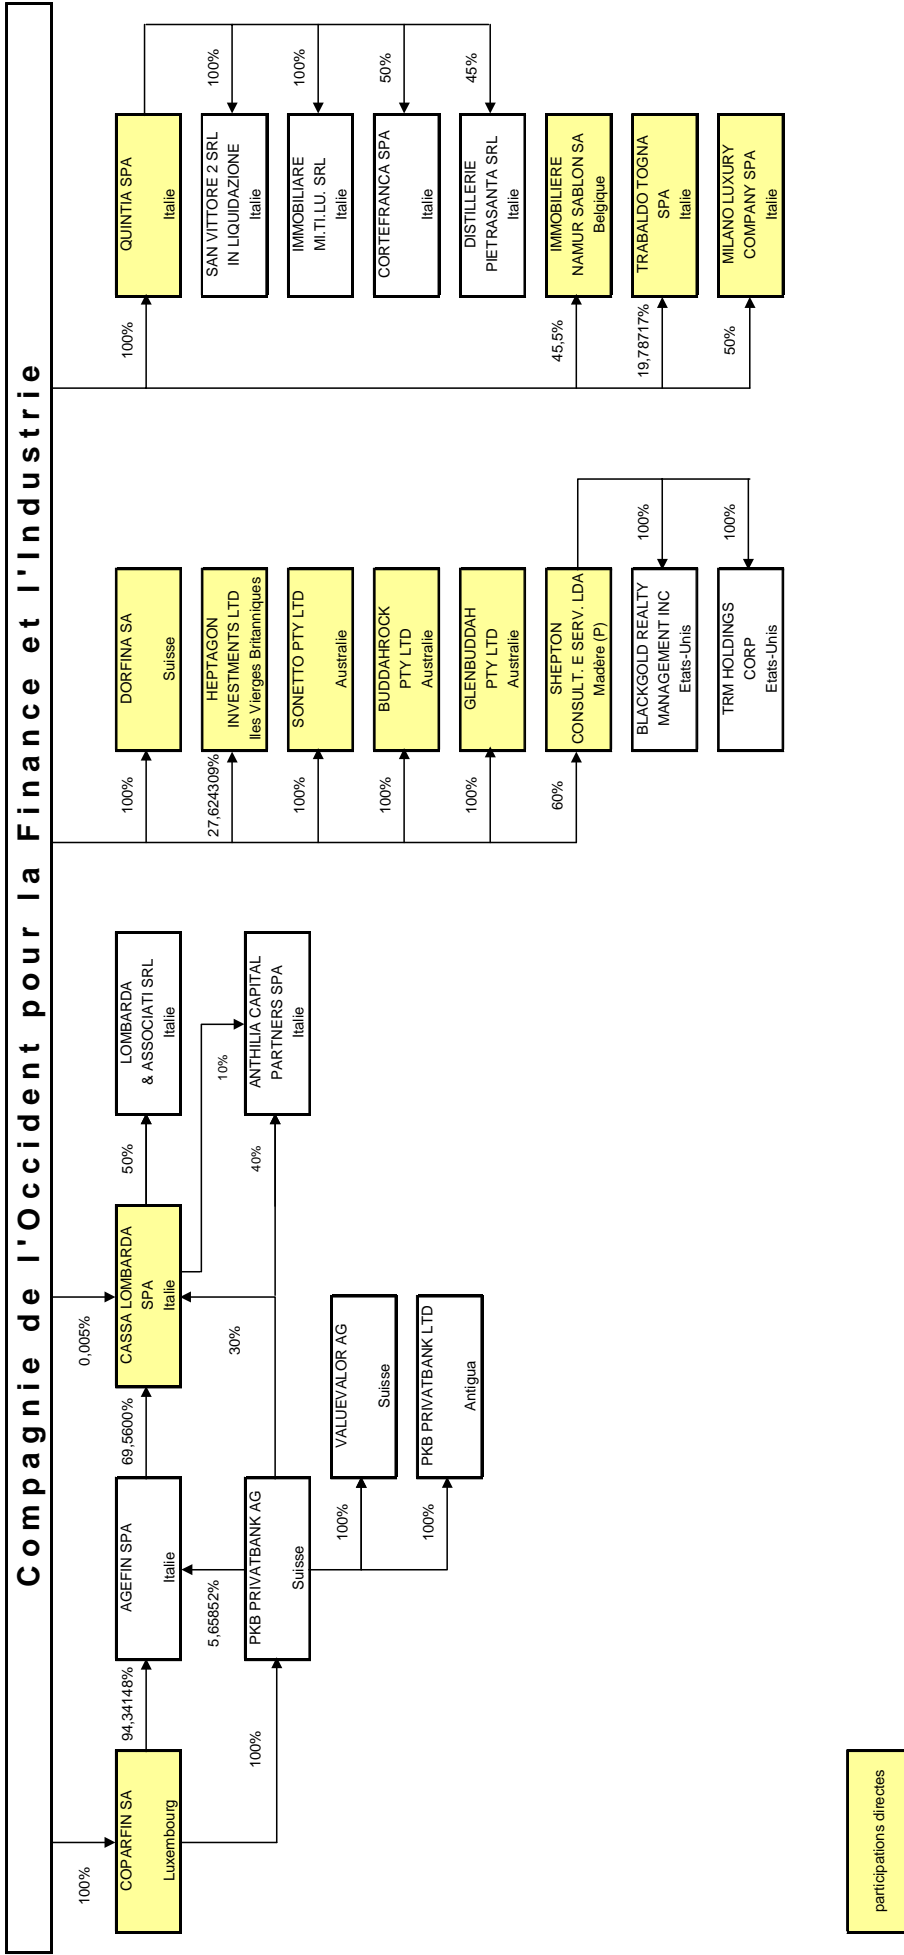 Compagnie de l'Occident pour la Finance et l'Industrie
100%
COPARFIN SA
Luxembourg
94,34148%
100%
AGEFIN SPA
Italie
5,65852%
PKB PRIVATBANK AG
Suisse
69,5600%
0,005%
CASSA LOMBARDA
SPA
Italie
30%
50%
LOMBARDA
& ASSOCIATI SRL
Italie
10%
40%
ANTHILIA CAPITAL
PARTNERS SPA
Italie
100%
VALUEVALOR AG
Suisse
100%
PKB PRIVATBANK LTD
Antigua
100%
DORFINA SA
Suisse
27,624309%
HEPTAGON
INVESTMENTS LTD
Iles Vierges Britanniques
100%
SONETTO PTY LTD
Australie
100%
BUDDAHROCK
PTY LTD
Australie
100%
GLENBUDDAH
PTY LTD
Australie
60%
SHEPTON
CONSULT. E SERV. LDA
Madère (P)
100%
BLACKGOLD REALTY
MANAGEMENT INC
Etats-Unis
100%
TRM HOLDINGS
CORP
Etats-Unis
100%
QUINTIA SPA
Italie
100%
SAN VITTORE 2 SRL
IN LIQUIDAZIONE
Italie
100%
IMMOBILIARE
MI.TI.LU. SRL
Italie
50%
CORTEFRANCA SPA
Italie
45%
DISTILLERIE
PIETRASANTA SRL
Italie
45,5%
IMMOBILIERE
NAMUR SABLON SA
Belgique
19,78717%
TRABALDO TOGNA
SPA
Italie
50%
MILANO LUXURY
COMPANY SPA
Italie
participations directes